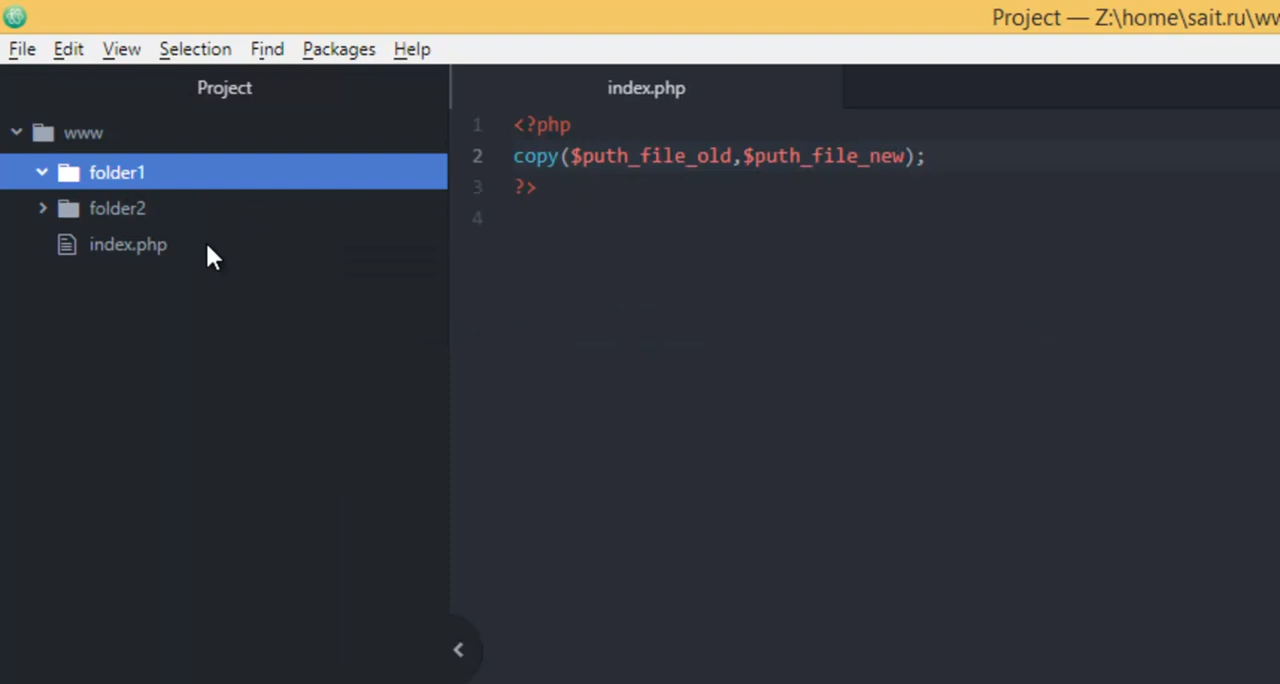 Project — Z:\home\sait.ru\
File Edit View Selection Find Packages Help
Project
index.php
www
folder1
folder2
index.php
1 <?php
2 copy($puth_file_old,$puth_file_new);
3 ?>
4